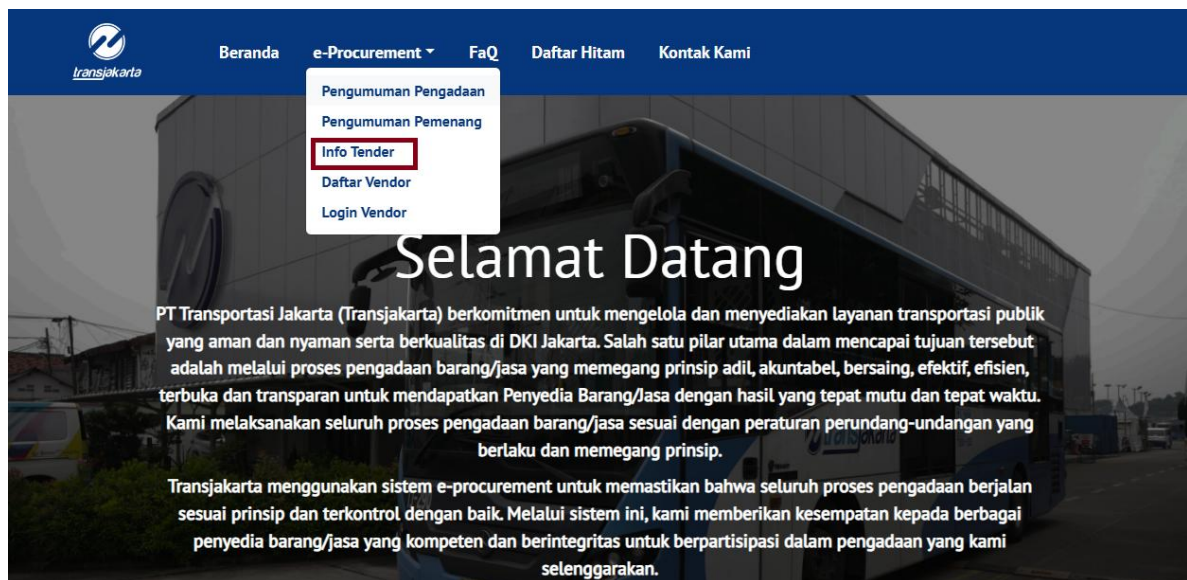 transjakarta
Beranda e-Procurement FaQ Daftar Hitam Kontak Kami
Pengumuman Pengadaan
Pengumuman Pemenang
Info Tender
Daftar Vendor
Login Vendor
Selamat Datang
PT Transportasi Jakarta (Transjakarta) berkomitmen untuk mengelola dan menyediakan layanan transportasi publik
yang aman dan nyaman serta berkualitas di DKI Jakarta. Salah satu pilar utama dalam mencapai tujuan tersebut
adalah melalui proses pengadaan barang/jasa yang memegang prinsip adil, akuntabel, bersaing, efektif, efisien,
terbuka dan transparan untuk mendapatkan Penyedia Barang/Jasa dengan hasil yang tepat mutu dan tepat waktu.
Kami melaksanakan seluruh proses pengadaan barang/jasa sesuai dengan peraturan perundang-undangan yang
berlaku dan memegang prinsip.
transjakarta
Transjakarta menggunakan sistem e-procurement untuk memastikan bahwa seluruh proses pengadaan berjalan
sesuai prinsip dan terkontrol dengan baik. Melalui sistem ini, kami memberikan kesempatan kepada berbagai
penyedia barang/jasa yang kompeten dan berintegritas untuk berpartisipasi dalam pengadaan yang kami
selenggarakan.